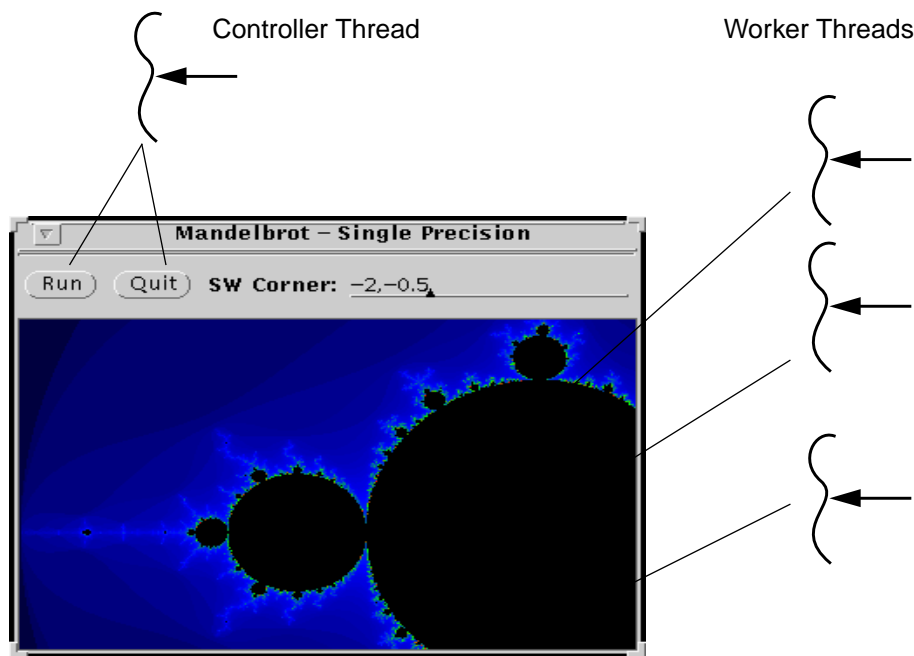 Controller Thread
Worker Threads
Mandelbrot – Single Precision
Run Quit SW Corner: −2,−0.5